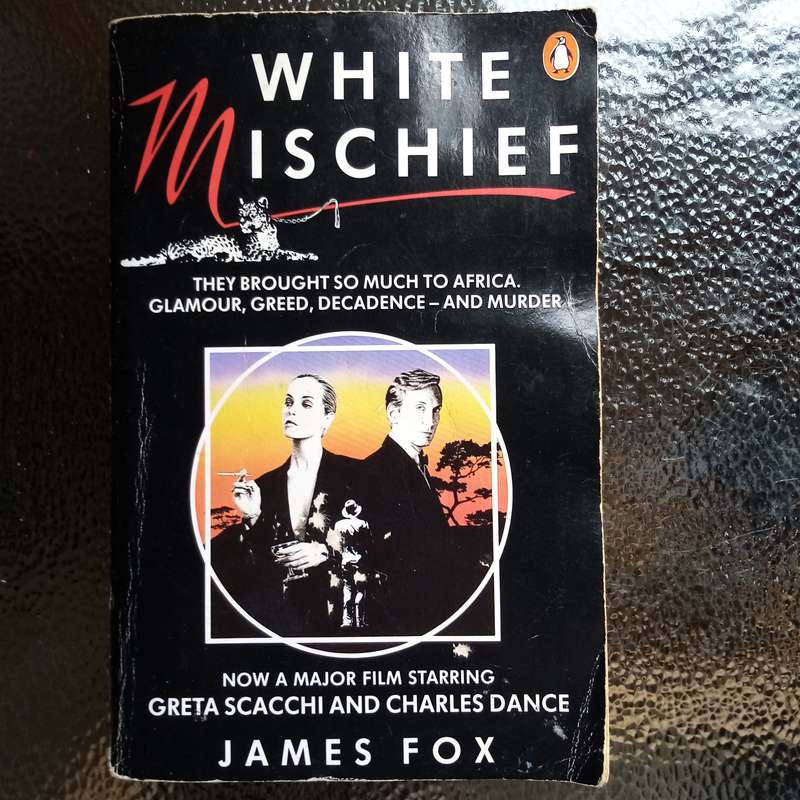 WHITE
MISCHIEF
THEY BROUGHT SO MUCH TO AFRICA.
GLAMOUR, GREED, DECADENCE – AND MURDER
NOW A MAJOR FILM STARRING
GRETA SCACCHI AND CHARLES DANCE
JAMES FOX